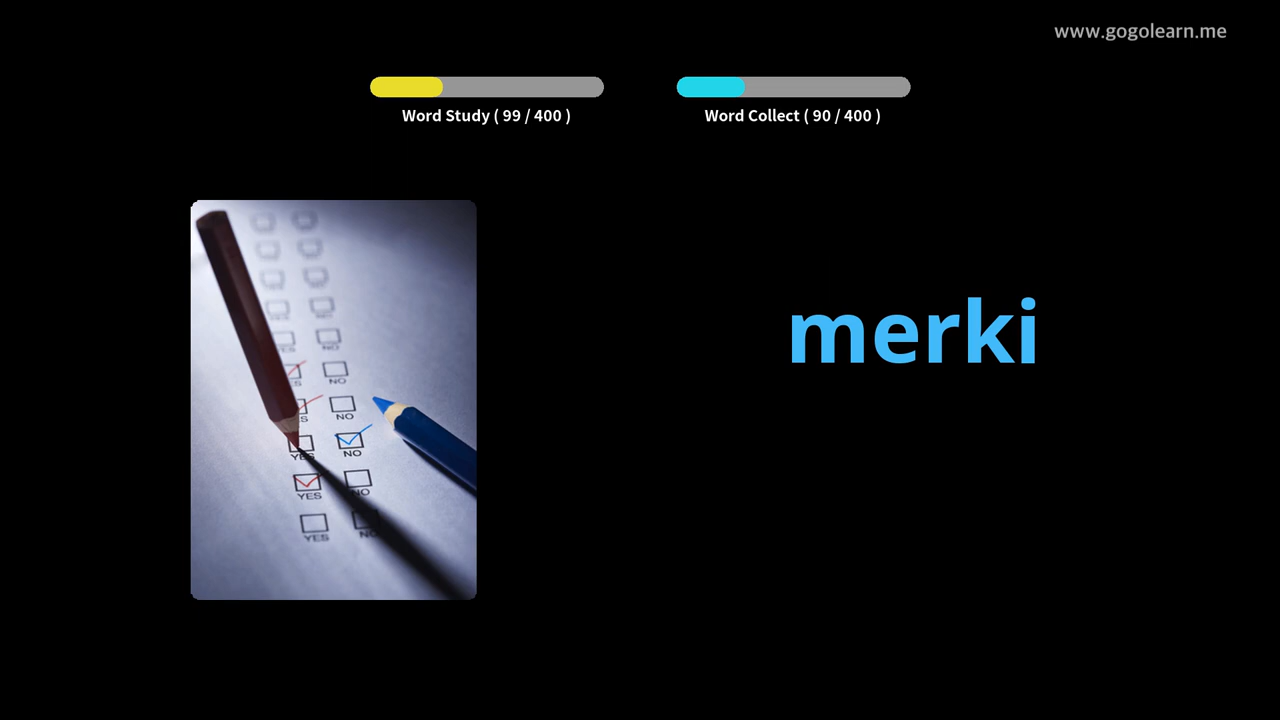 www.gogolearn.me
Word Study ( 99 / 400 )
Word Collect ( 90 / 400 )
merki
NO
NO
YES
NO
YES
NO
YES
NO